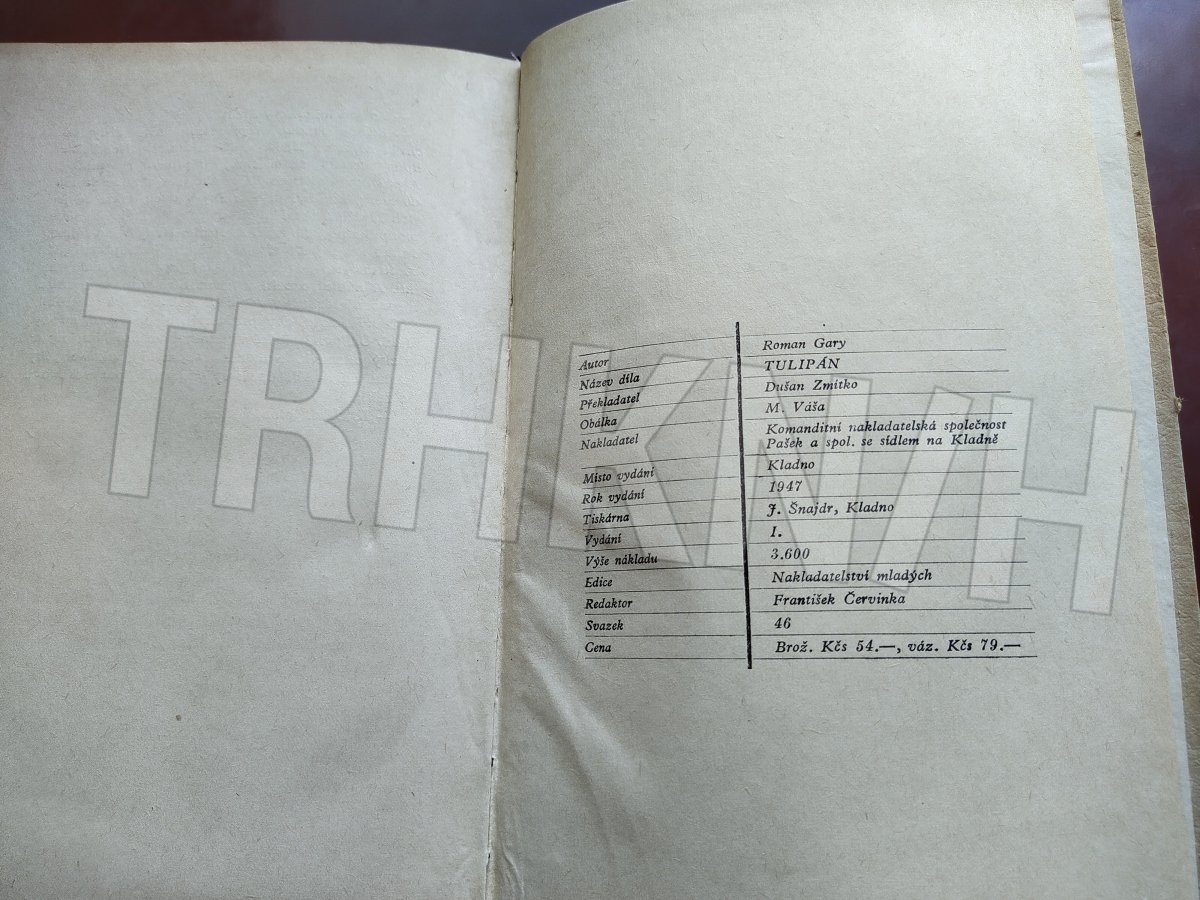 TRHKNIH
Autor Roman Gary
Název díla TULIPÁN
Překladatel Dušan Zmítko
Obálka M. Váša
Nakladatel Komanditní nakladatelská společnost
Pašek a spol. se sídlem na Kladně
Místo vydání Kladno
Rok vydání 1947
Tiskárna J. Šnajdr, Kladno
Vydání I.
Výše nákladu 3.600
Edice Nakladatelství mladých
Redaktor František Červinka
Svazek 46
Cena Brož. Kčs 54.—, váz. Kčs 79.—